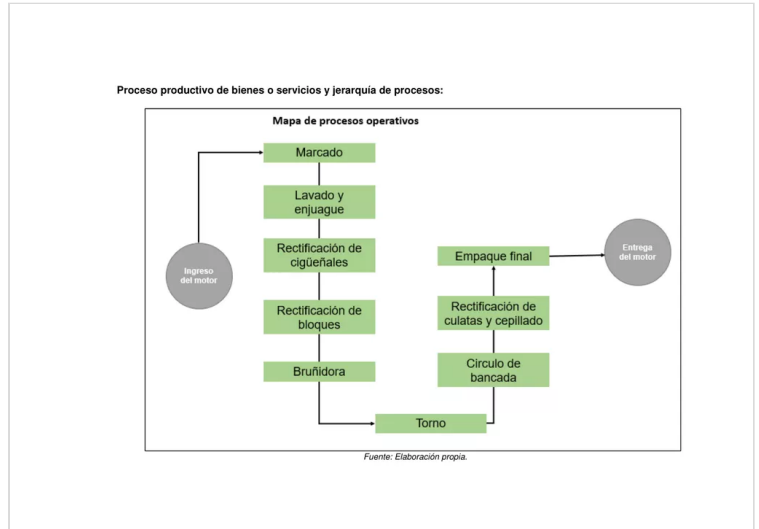 Proceso productivo de bienes o servicios y jerarquía de procesos:
Mapa de procesos operativos
Marcado
Lavado y
enjuague
Rectificación de
cigüeñales
Rectificación de
bloques
Bruñidora
Torno
Circulo de
bancada
Rectificación de
culatas y cepillado
Empaque final
Ingreso
del motor
Entrega
del motor
Fuente: Elaboración propia.